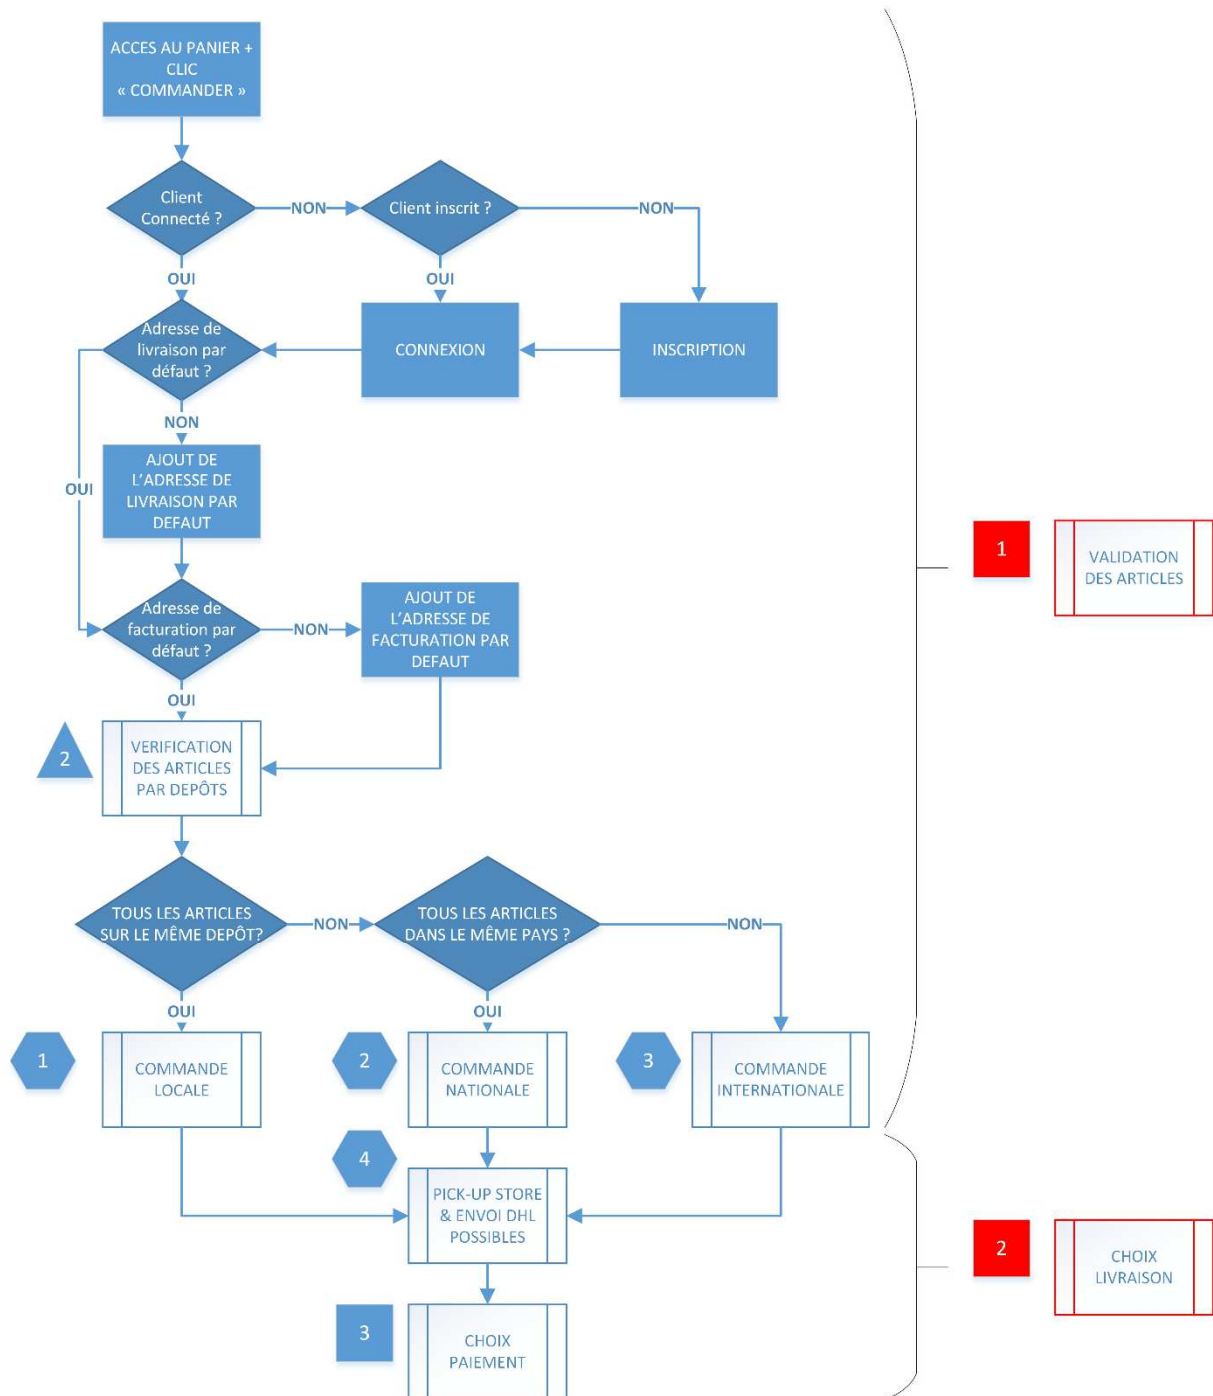 ACCES AU PANIER +
CLIC
« COMMANDER »
Client
Connecté ?
NON
Client inscrit ?
NON
OUI
OUI
Adresse de
livraison par
défaut ?
CONNEXION
INSCRIPTION
NON
AJOUT DE
L'ADRESSE DE
LIVRAISON PAR
DEFAUT
OUI
1
VALIDATION
DES ARTICLES
Adresse de
facturation par
défaut ?
NON
AJOUT DE
L'ADRESSE DE
FACTURATION PAR
DEFAUT
OUI
2
VERIFICATION
DES ARTICLES
PAR DEPÔTS
TOUS LES ARTICLES
SUR LE MÊME DEPÔT?
NON
TOUS LES ARTICLES
DANS LE MÊME PAYS ?
NON
OUI
OUI
1
COMMANDE
LOCALE
2
COMMANDE
NATIONALE
3
COMMANDE
INTERNATIONALE
4
PICK-UP STORE
& ENVOI DHL
POSSIBLES
2
CHOIX
LIVRAISON
3
CHOIX
PAIEMENT